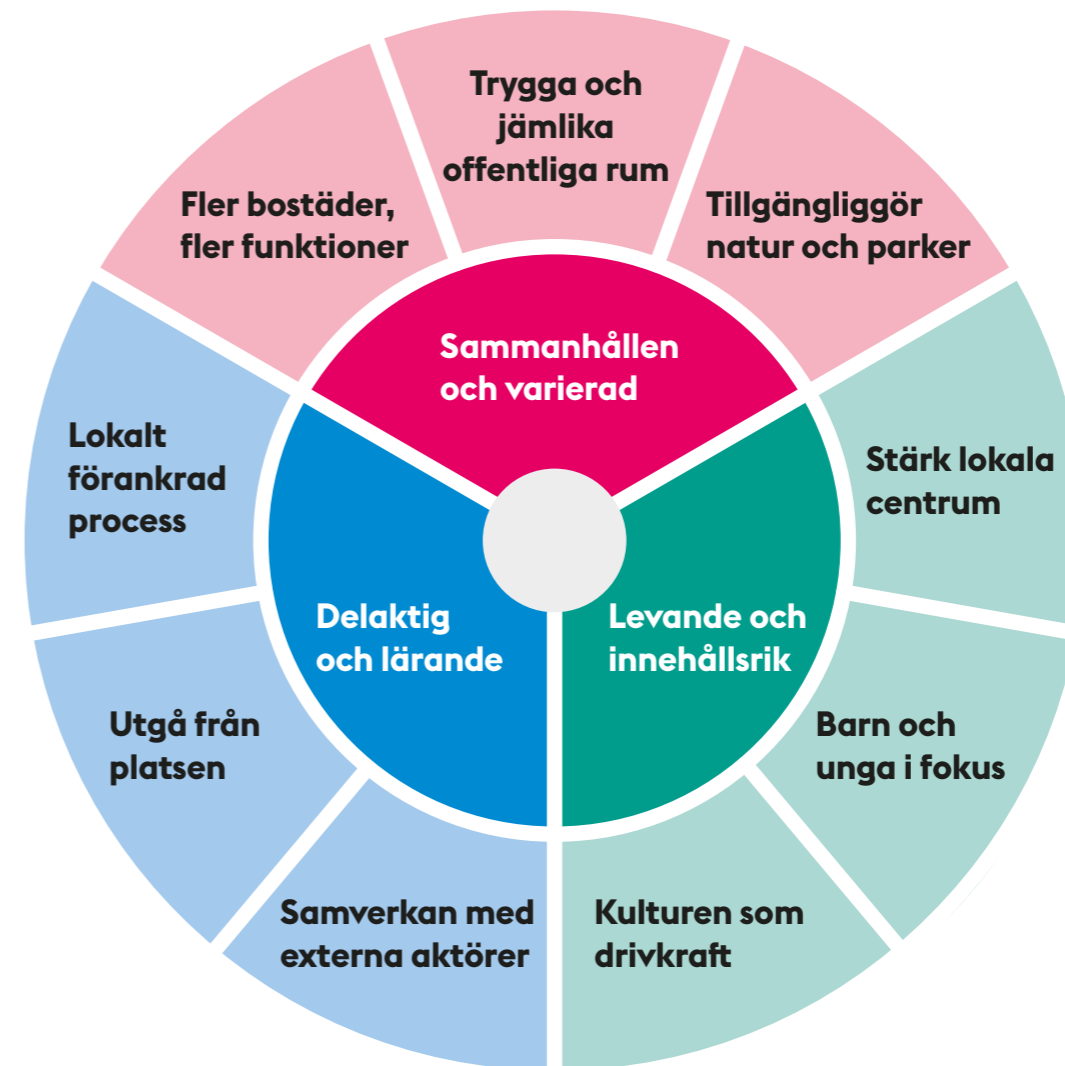 Trygga och
jämlika
offentliga rum
Fler bostäder,
fler funktioner
Tillgängliggör
natur och parker
Sammanhållen
och varierad
Lokalt
förankrad
process
Stärk lokala
centrum
Delaktig
och lärande
Levande och
innehållsrik
Utgå från
platsen
Barn och
unga i fokus
Samverkan med
externa aktörer
Kulturen som
drivkraft